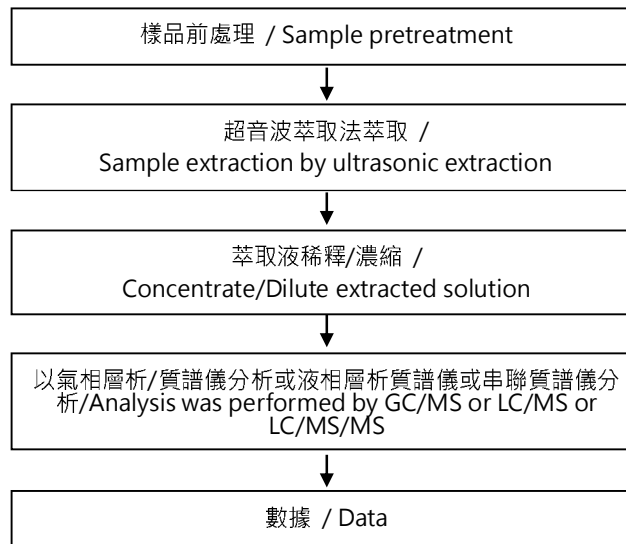 樣品前處理 / Sample pretreatment
超音波萃取法萃取 /
Sample extraction by ultrasonic extraction
萃取液稀釋/濃縮 /
Concentrate/Dilute extracted solution
以氣相層析/質譜儀分析或液相層析質譜儀或串聯質譜儀分
析/Analysis was performed by GC/MS or LC/MS or
LC/MS/MS
數據 / Data